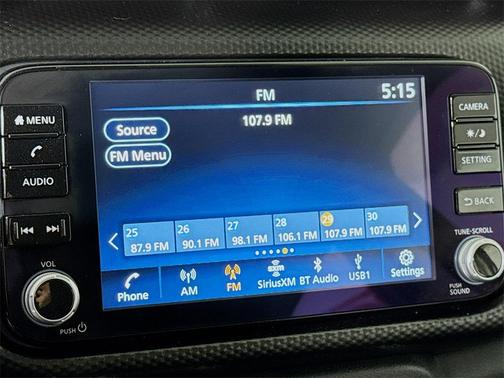 FM 5:15
107.9 FM
Source
FM Menu
25 26 27 28 29 30
87.9 FM 90.1 FM 98.1 FM 106.1 FM 107.9 FM 107.9 FM
Phone AM FM SiriusXM BT Audio USB1 Settings
MENU
AUDIO
VOL
PUSH
CAMERA
SETTING
BACK
TUNE-SCROLL
PUSH
SOUND
sxm